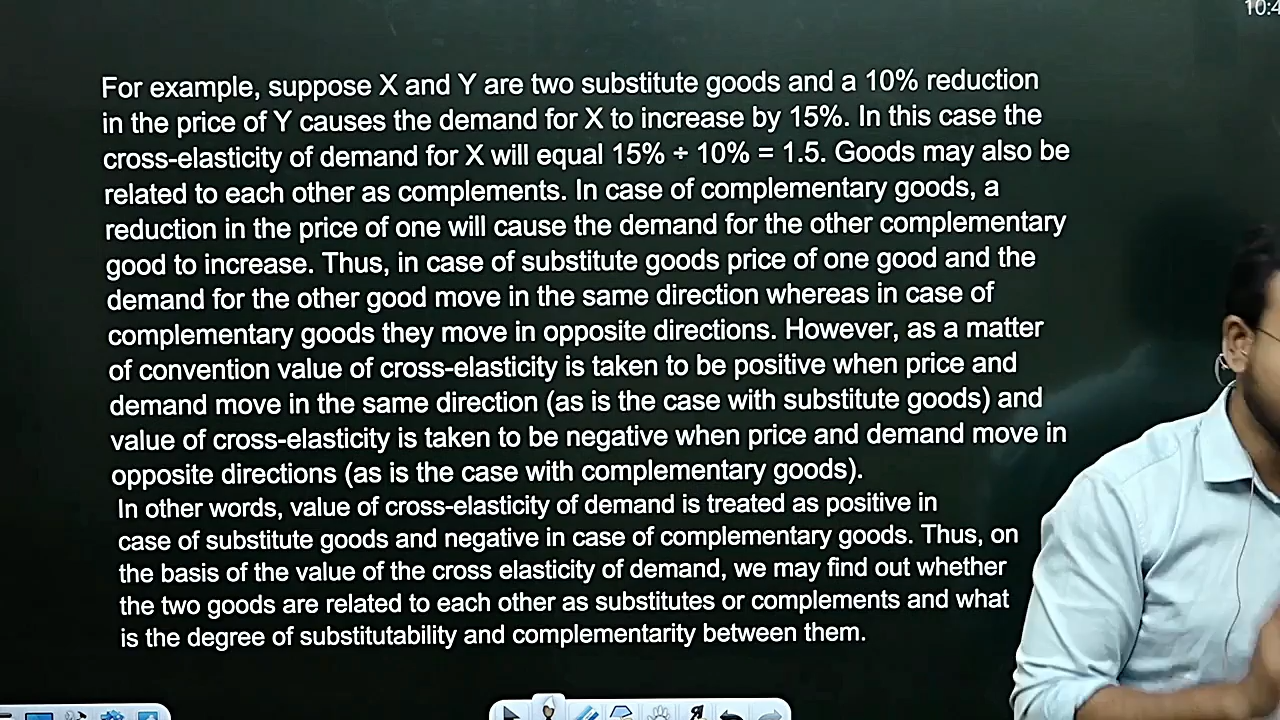 10:4
For example, suppose X and Y are two substitute goods and a 10% reduction
in the price of Y causes the demand for X to increase by 15%. In this case the
cross-elasticity of demand for X will equal 15% ÷ 10% = 1.5. Goods may also be
related to each other as complements. In case of complementary goods, a
reduction in the price of one will cause the demand for the other complementary
good to increase. Thus, in case of substitute goods price of one good and the
demand for the other good move in the same direction whereas in case of
complementary goods they move in opposite directions. However, as a matter
of convention value of cross-elasticity is taken to be positive when price and
demand move in the same direction (as is the case with substitute goods) and
value of cross-elasticity is taken to be negative when price and demand move in
opposite directions (as is the case with complementary goods).
In other words, value of cross-elasticity of demand is treated as positive in
case of substitute goods and negative in case of complementary goods. Thus, on
the basis of the value of the cross elasticity of demand, we may find out whether
the two goods are related to each other as substitutes or complements and what
is the degree of substitutability and complementarity between them.